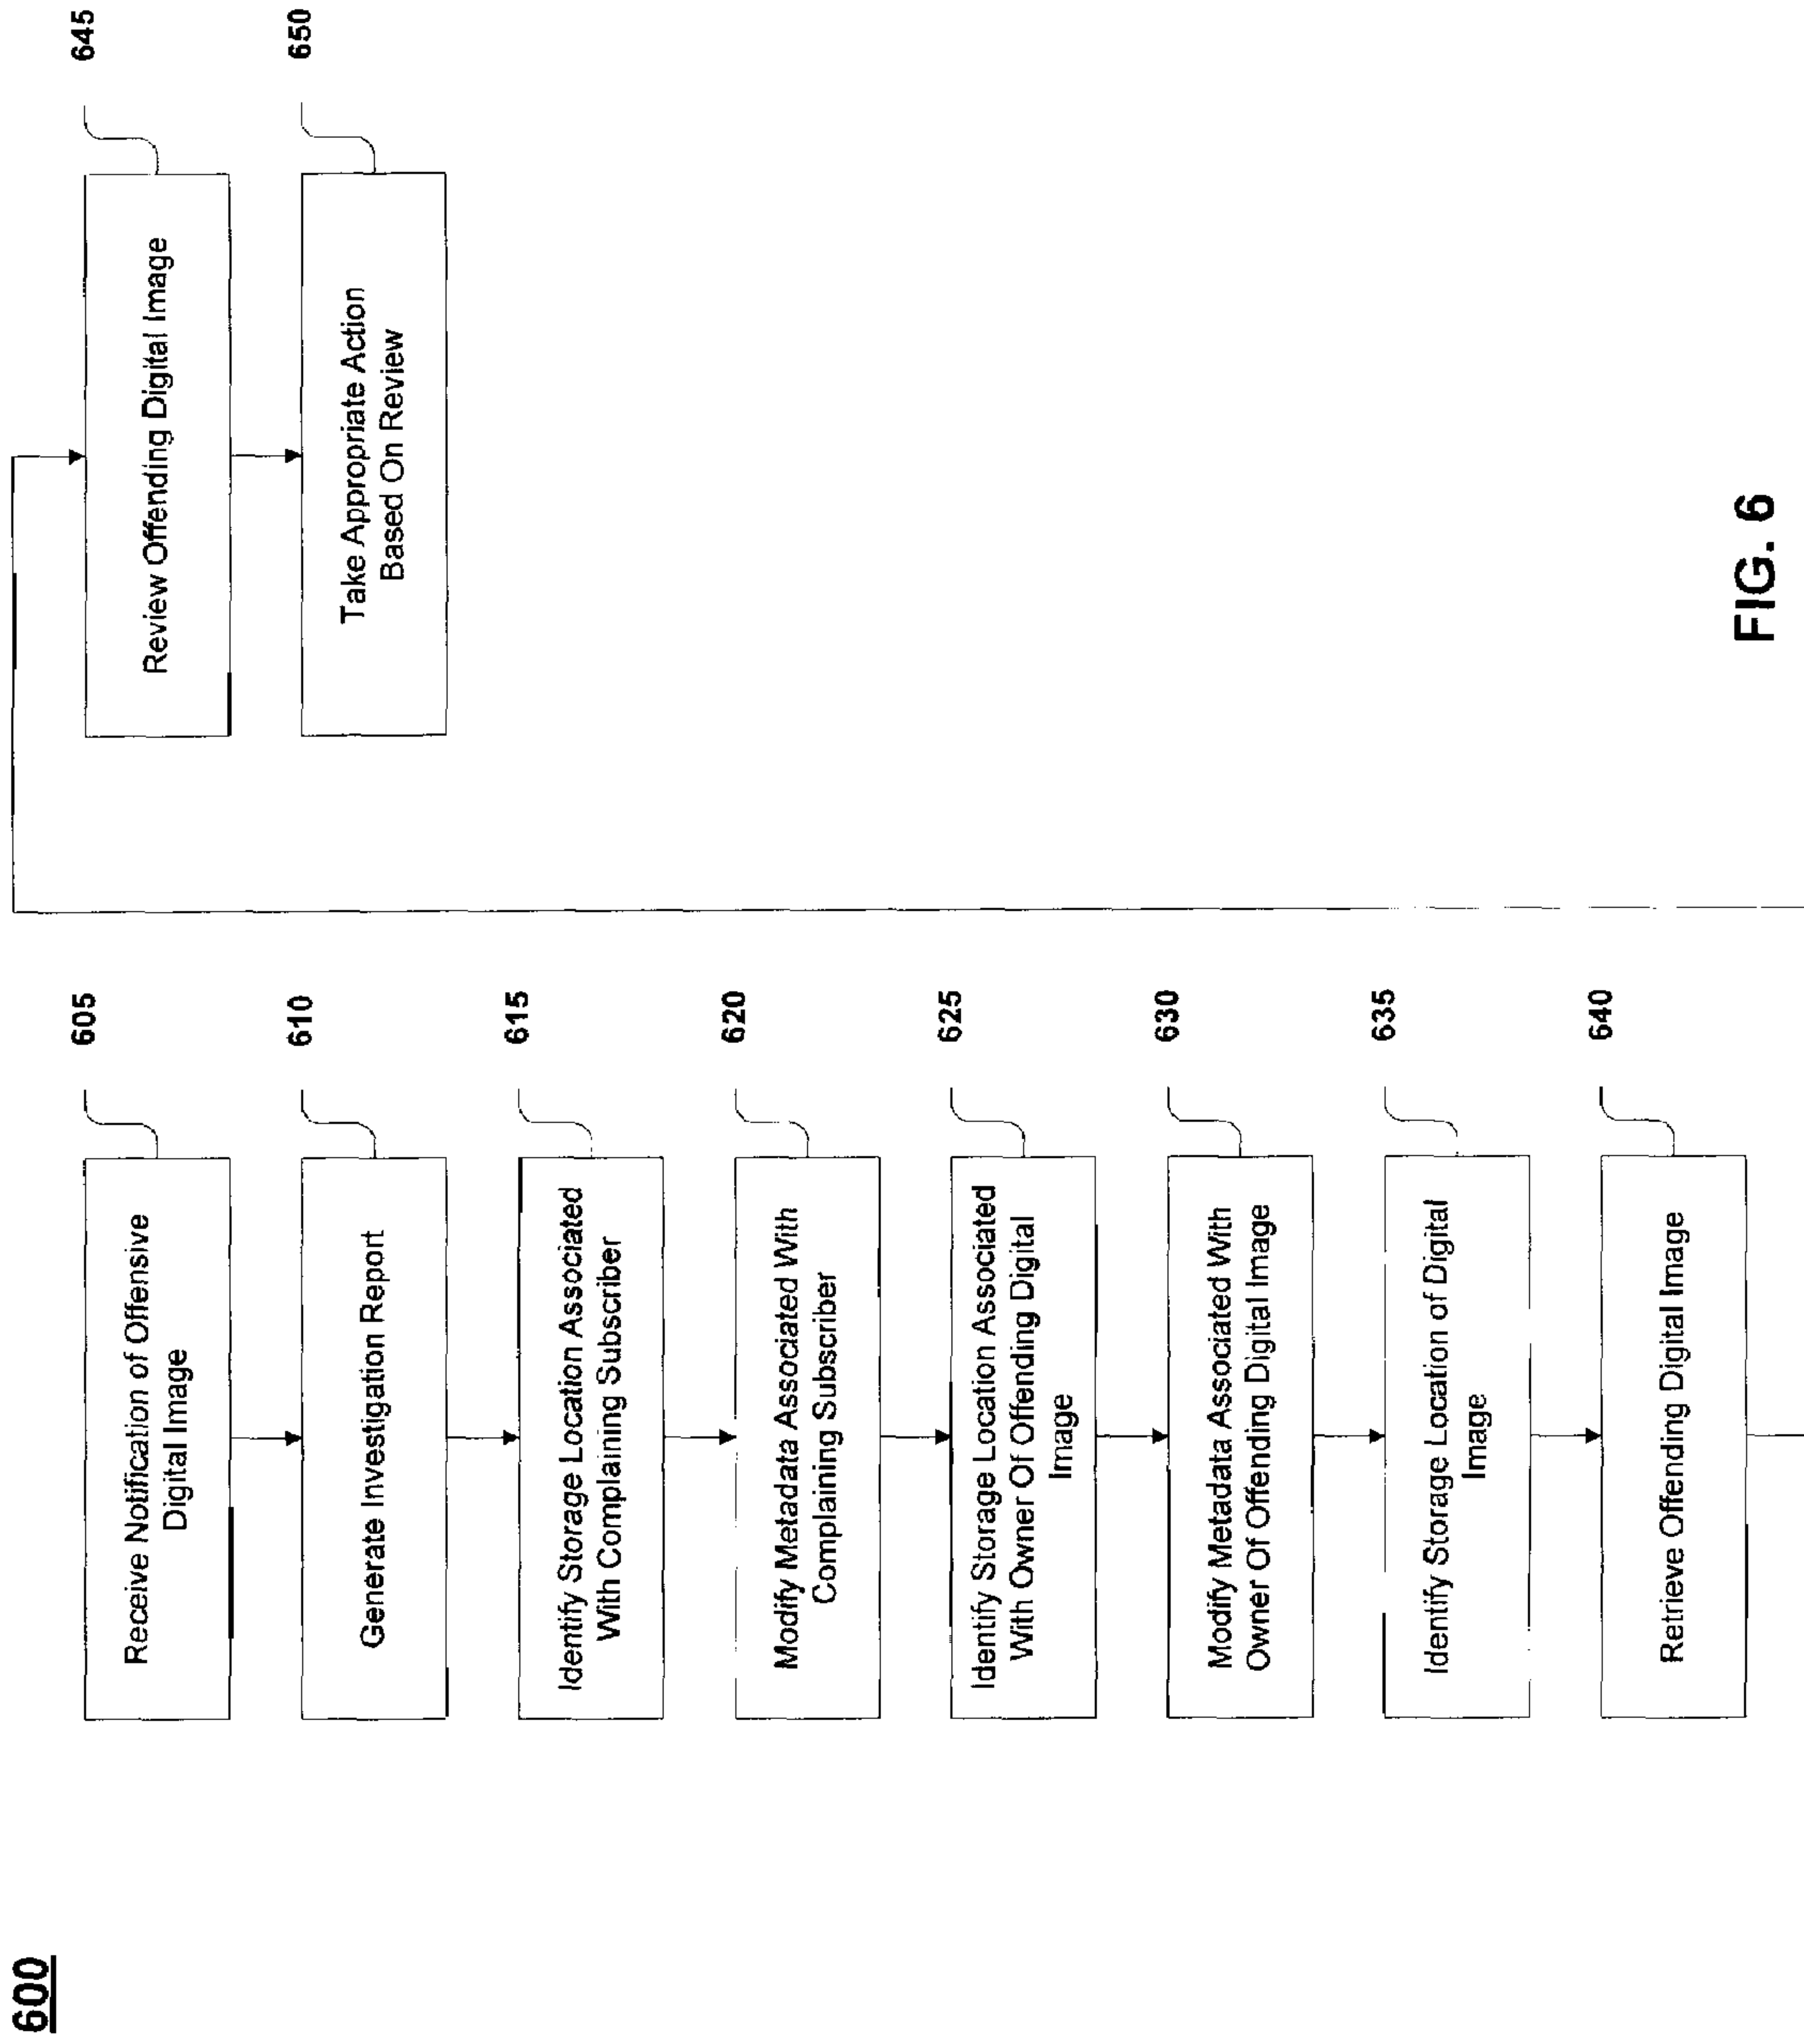 600
Receive Notification of Offensive
Digital Image
605
Generate Investigation Report
610
Identify Storage Location Associated
With Complaining Subscriber
615
Modify Metadata Associated With
Complaining Subscriber
620
Identify Storage Location Associated
With Owner Of Offending Digital
Image
625
Modify Metadata Associated With
Owner Of Offending Digital Image
630
Identify Storage Location of Digital
Image
635
Retrieve Offending Digital Image
640
Review Offending Digital Image
645
Take Appropriate Action
Based On Review
650
FIG. 6